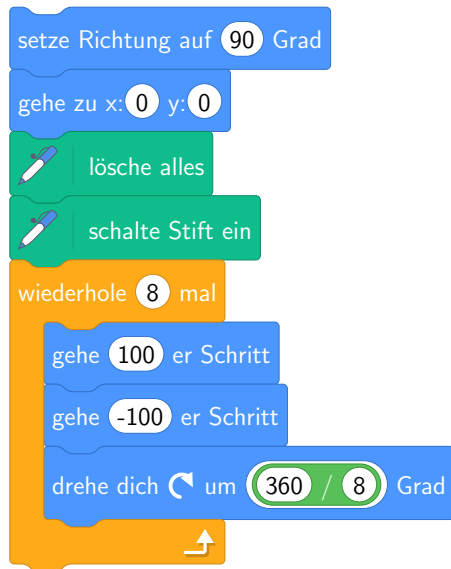 setze Richtung auf 90 Grad
gehe zu x: 0 y: 0
lösche alles
schalte Stift ein
wiederhole 8 mal
gehe 100 er Schritt
gehe -100 er Schritt
drehe dich um 360 / 8 Grad